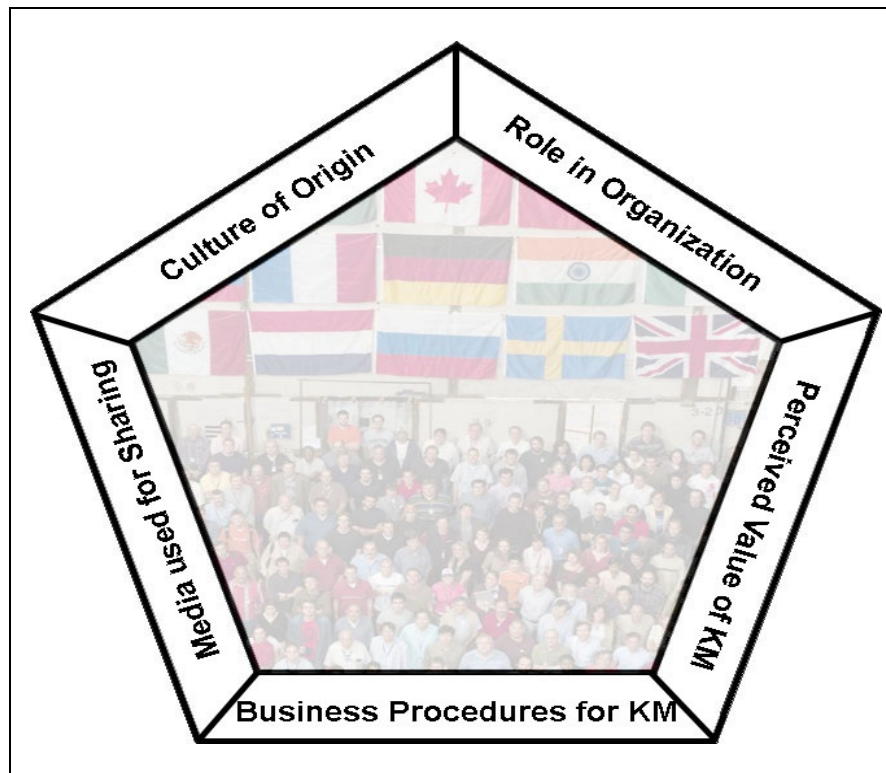 Culture of Origin
Role in Organization
Perceived Value of KM
Business Procedures for KM
Media used for Sharing